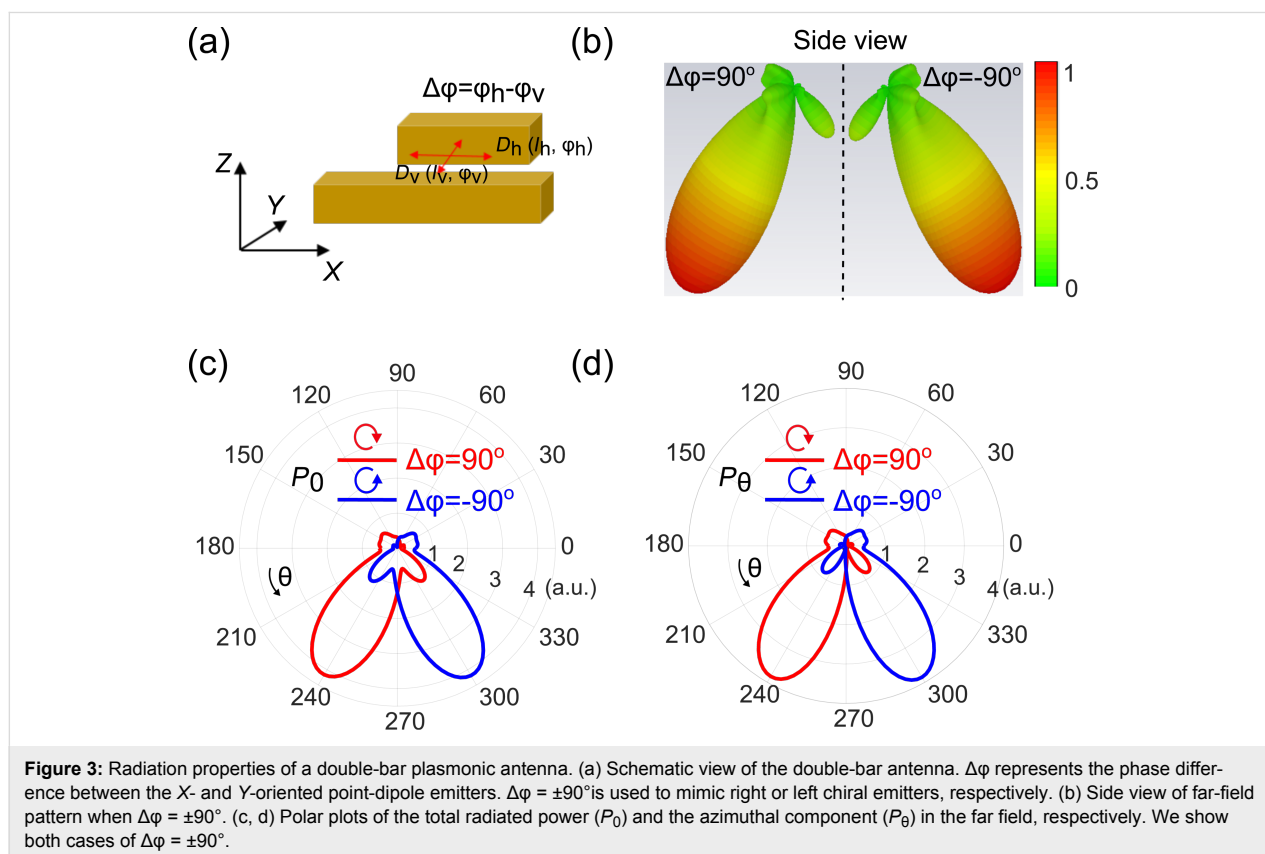 (a)
Δφ=φh-φv
Dh (Ih, φh)
Dv (Iv, φv)
Z
Y
X
(b)
Side view
Δφ=90°
Δφ=-90°
1
0.5
0
(c)
90
120
60
150
30
P0
Δφ=90°
Δφ=-90°
180
0
θ
1
2
3
4 (a.u.)
210
330
240
300
270
(d)
90
120
60
150
30
Pθ
Δφ=90°
Δφ=-90°
180
0
θ
1
2
3
4 (a.u.)
210
330
240
300
270
Figure 3: Radiation properties of a double-bar plasmonic antenna. (a) Schematic view of the double-bar antenna. Δφ represents the phase differ-
ence between the X- and Y-oriented point-dipole emitters. Δφ = ±90°is used to mimic right or left chiral emitters, respectively. (b) Side view of far-field
pattern when Δφ = ±90°. (c, d) Polar plots of the total radiated power (P0) and the azimuthal component (Pθ) in the far field, respectively. We show
both cases of Δφ = ±90°.